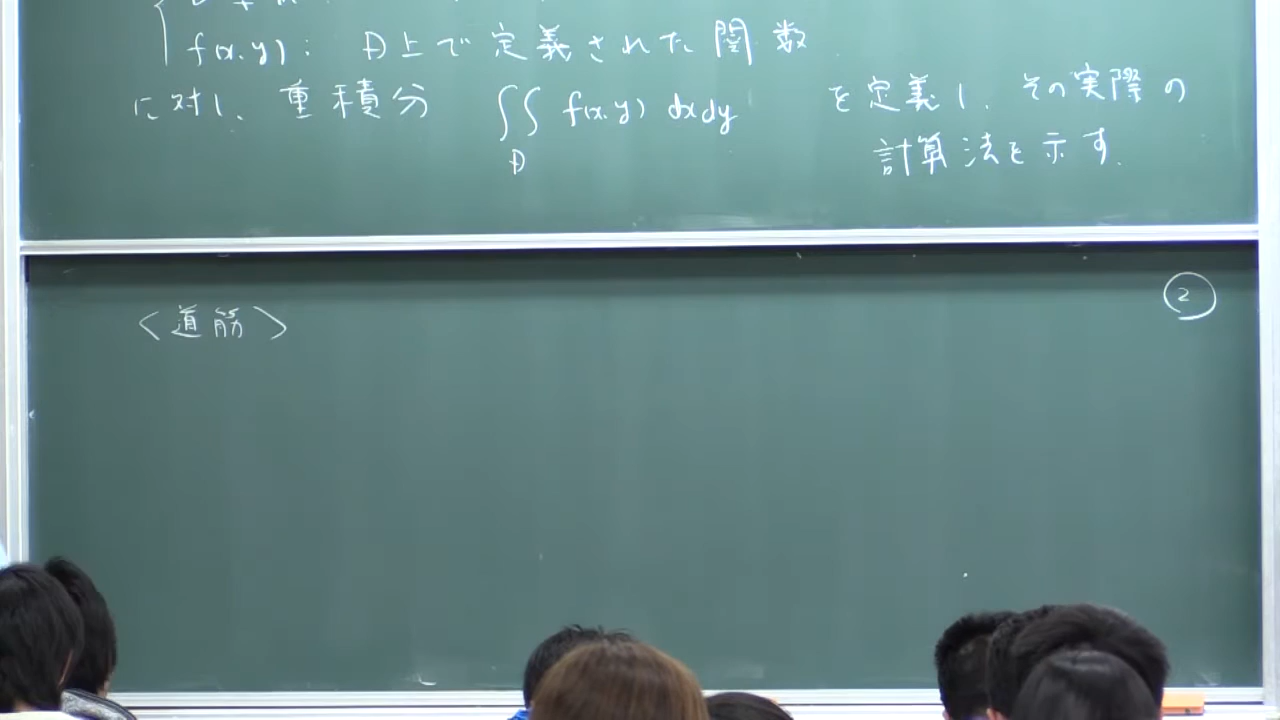 f(x,y): D上で定義された関数
に対し、重積分 ∬_D f(x,y) dxdy を定義し、その実際の
計算法を示す.
②
<道筋>